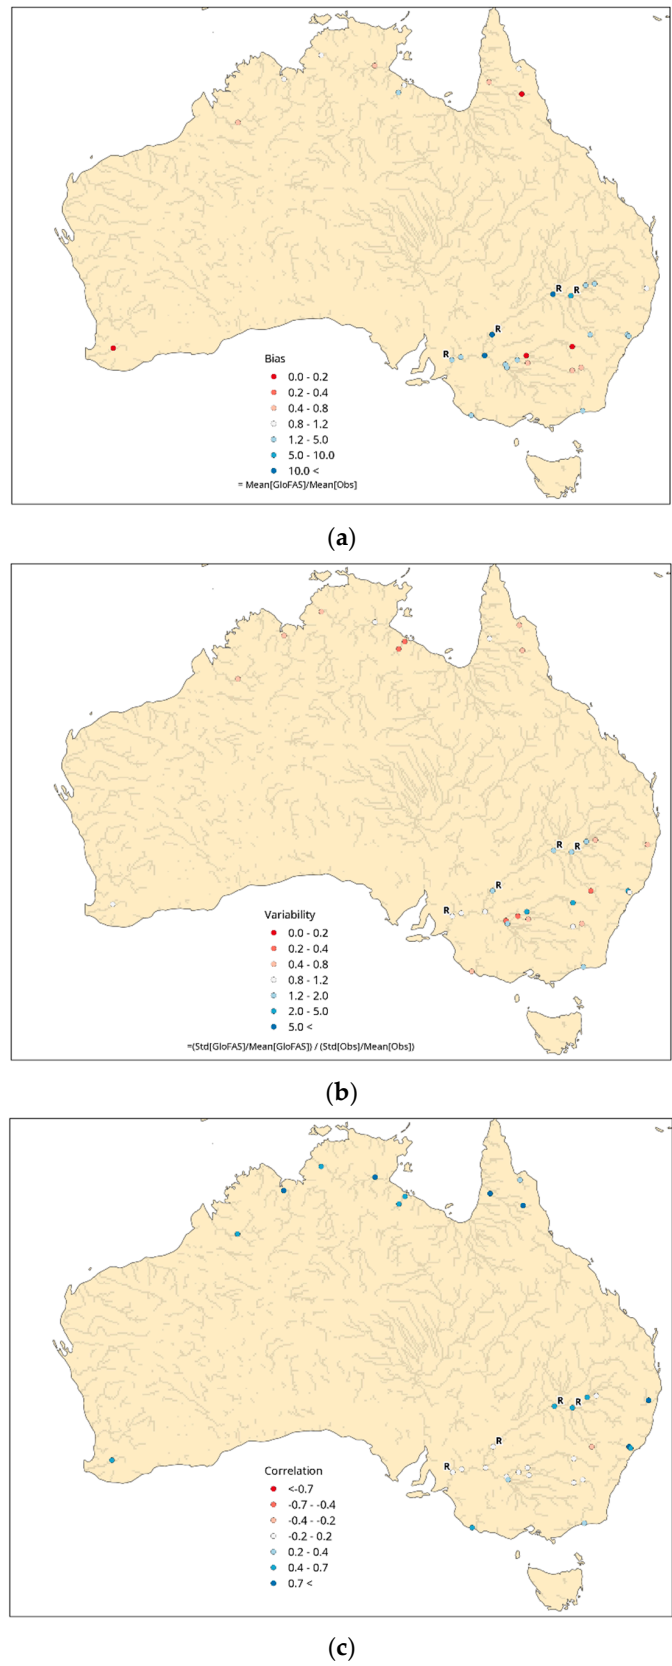 R
R
R
R
Bias
0.0 - 0.2
0.2 - 0.4
0.4 - 0.8
0.8 - 1.2
1.2 - 5.0
5.0 - 10.0
10.0 <
= Mean[GloFAS]/Mean[Obs]
(a)
R
R
R
R
Variability
0.0 - 0.2
0.2 - 0.4
0.4 - 0.8
0.8 - 1.2
1.2 - 2.0
2.0 - 5.0
5.0 <
=(Std[GloFAS]/Mean[GloFAS]) / (Std[Obs]/Mean[Obs])
(b)
R
R
R
R
Correlation
<-0.7
-0.7 - -0.4
-0.4 - -0.2
-0.2 - 0.2
0.2 - 0.4
0.4 - 0.7
0.7 <
(c)